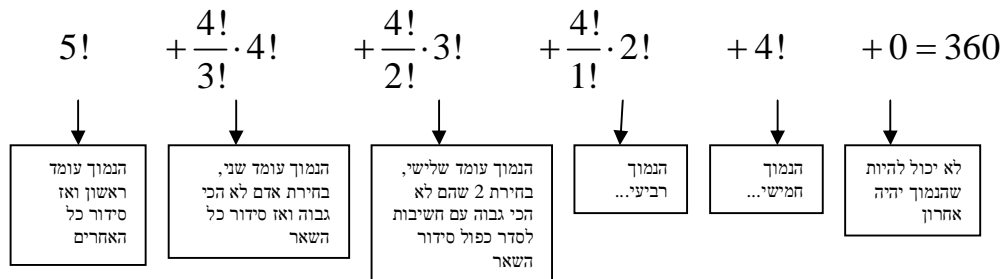 5! + 4!/3! · 4! + 4!/2! · 3! + 4!/1! · 2! + 4! + 0 = 360
הנמוך עומד
ראשון ואז
סידור כל
האחרים
הנמוך עומד שני,
בחירת אדם לא הכי
גבוה ואז סידור כל
השאר
הנמוך עומד שלישי,
בחירת 2 שהם לא
הכי גבוה עם חשיבות
לסדר כפול סידור
השאר
הנמוך
רביעי...
הנמוך
חמישי...
לא יכול להיות
שהנמוך יהיה
אחרון